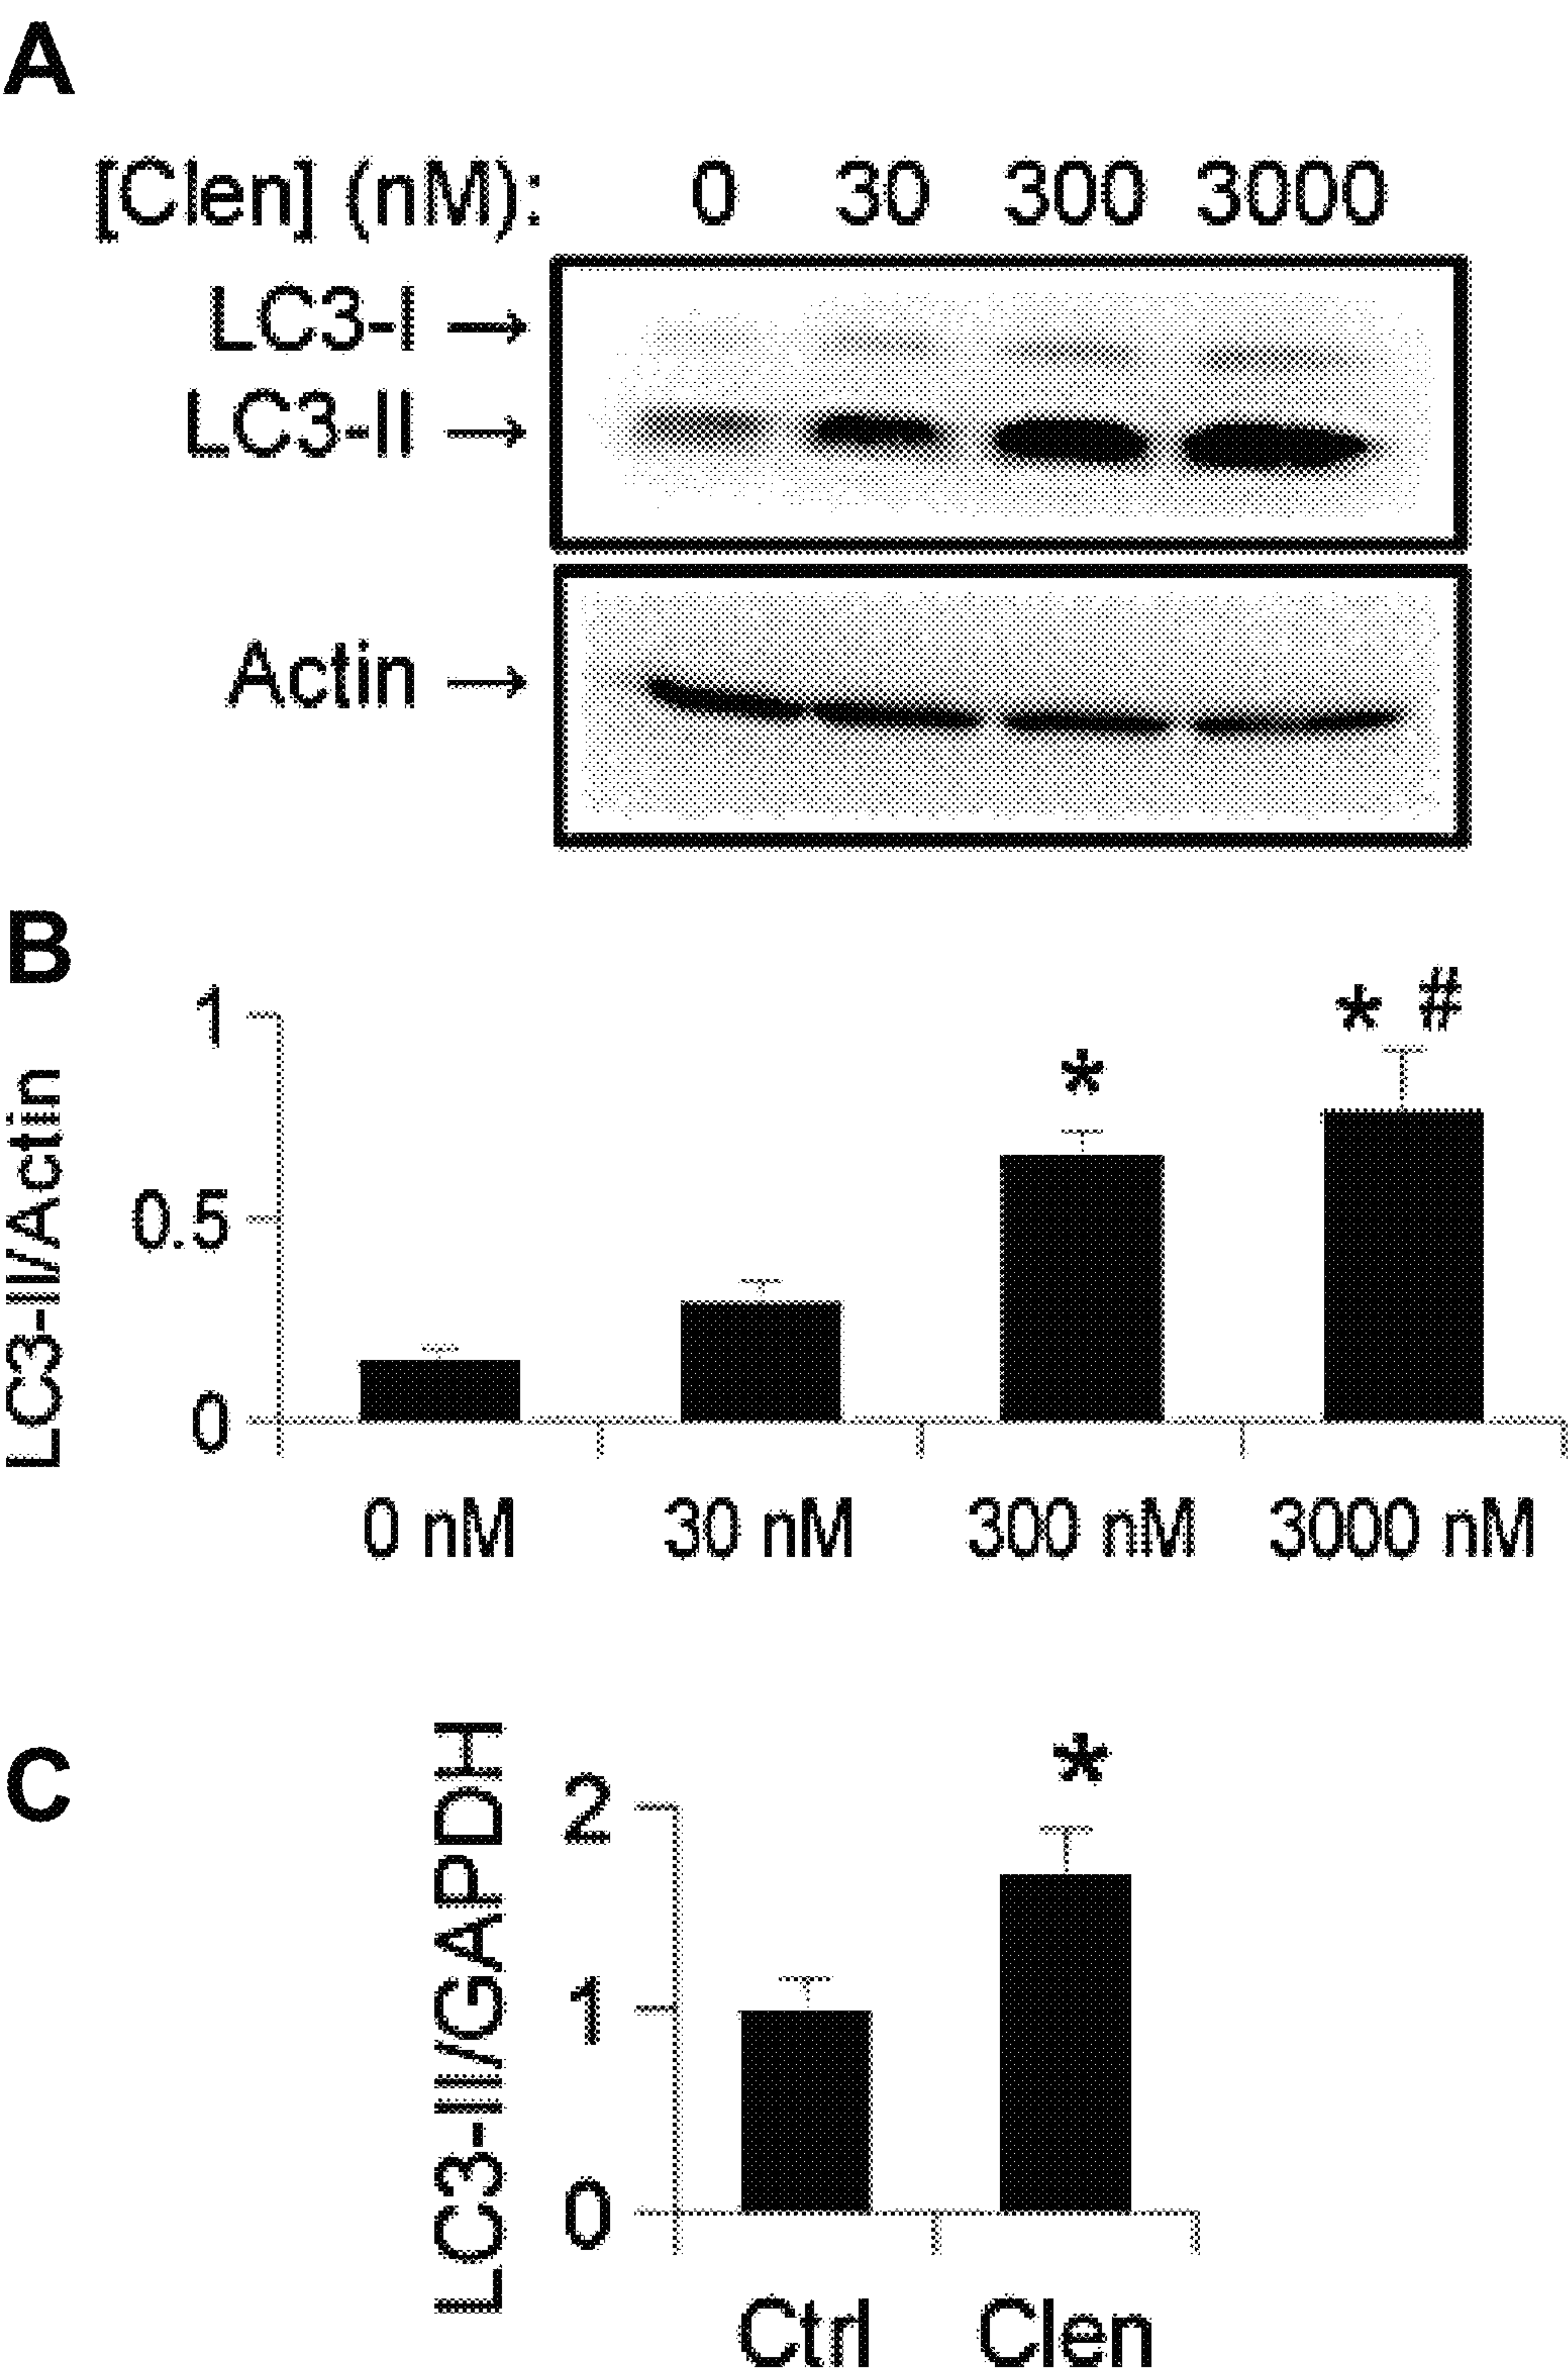 A
[Clen] (nM): 0 30 300 3000
LC3-I →
LC3-II →
Actin →
B
LC3-II/Actin
1
0.5
0
* * #
0 nM 30 nM 300 nM 3000 nM
C
LC3-II/GAPDH
2
1
0
*
Ctrl Clen